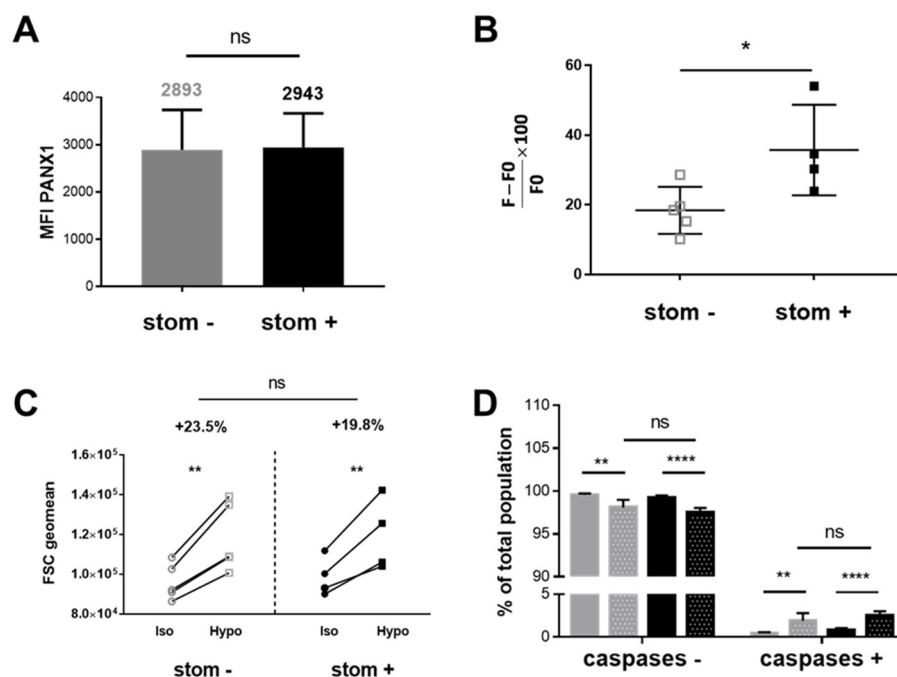 A
ns
2893
2943
4000
3000
2000
1000
0
MFI PANX1
stom -
stom +
B
*
60
40
20
0
F − F0
F0
×100
stom -
stom +
C
ns
+23.5%
+19.8%
1.6×10⁵
1.4×10⁵
1.2×10⁵
1.0×10⁵
8.0×10⁴
FSC geomean
**
**
Iso
Hypo
Iso
Hypo
stom -
stom +
D
110
105
100
95
90
5
0
% of total population
ns
**
****
ns
**
****
caspases -
caspases +